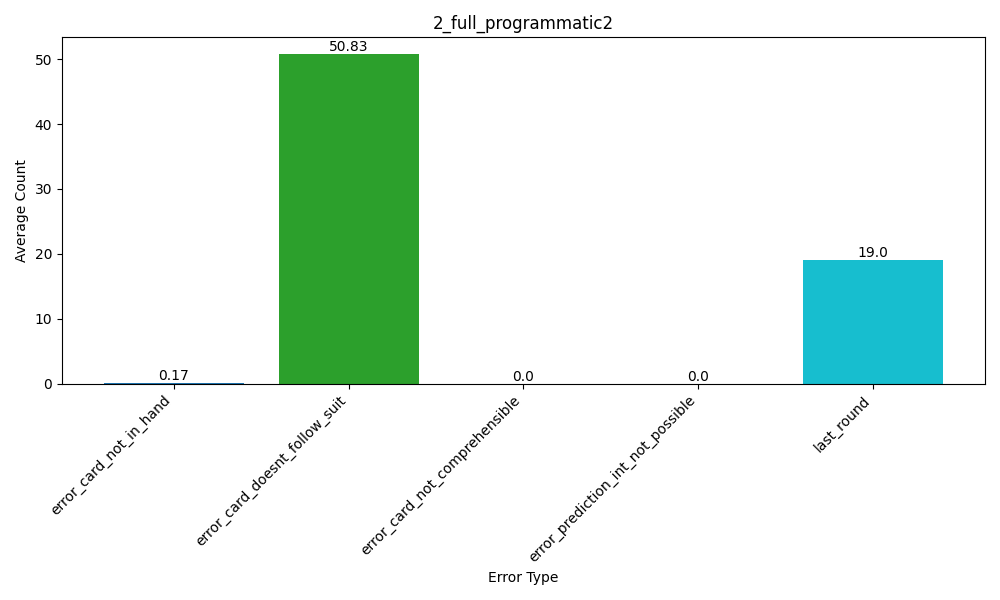 2_full_programmatic2
Average Count
50
40
30
20
10
0
0.17
50.83
0.0
0.0
19.0
error_card_not_in_hand
error_card_doesnt_follow_suit
error_card_not_comprehensible
error_prediction_int_not_possible
last_round
Error Type